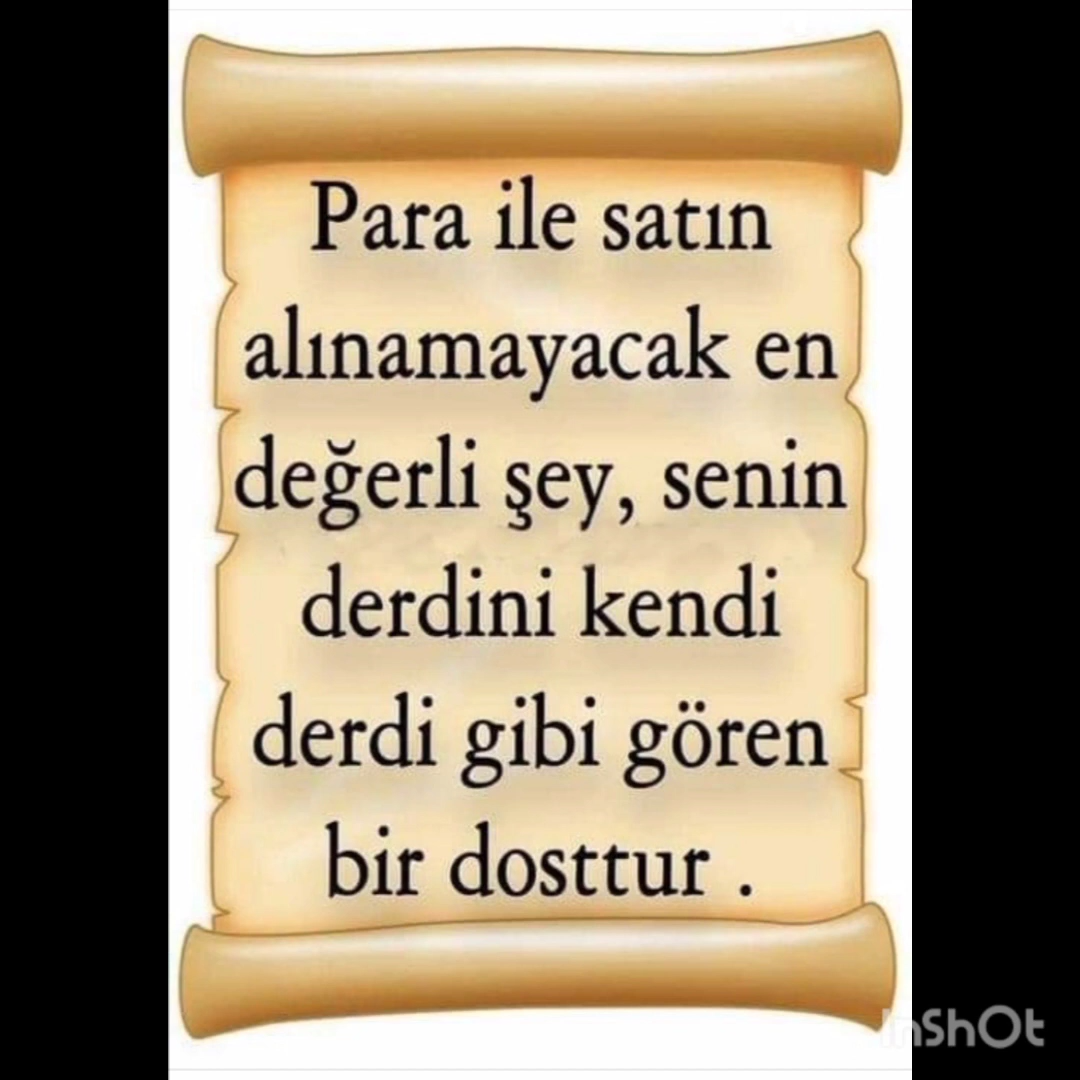 Para ile satın
alınamayacak en
değerli şey, senin
derdini kendi
derdi gibi gören
bir dosttur .
InShOt